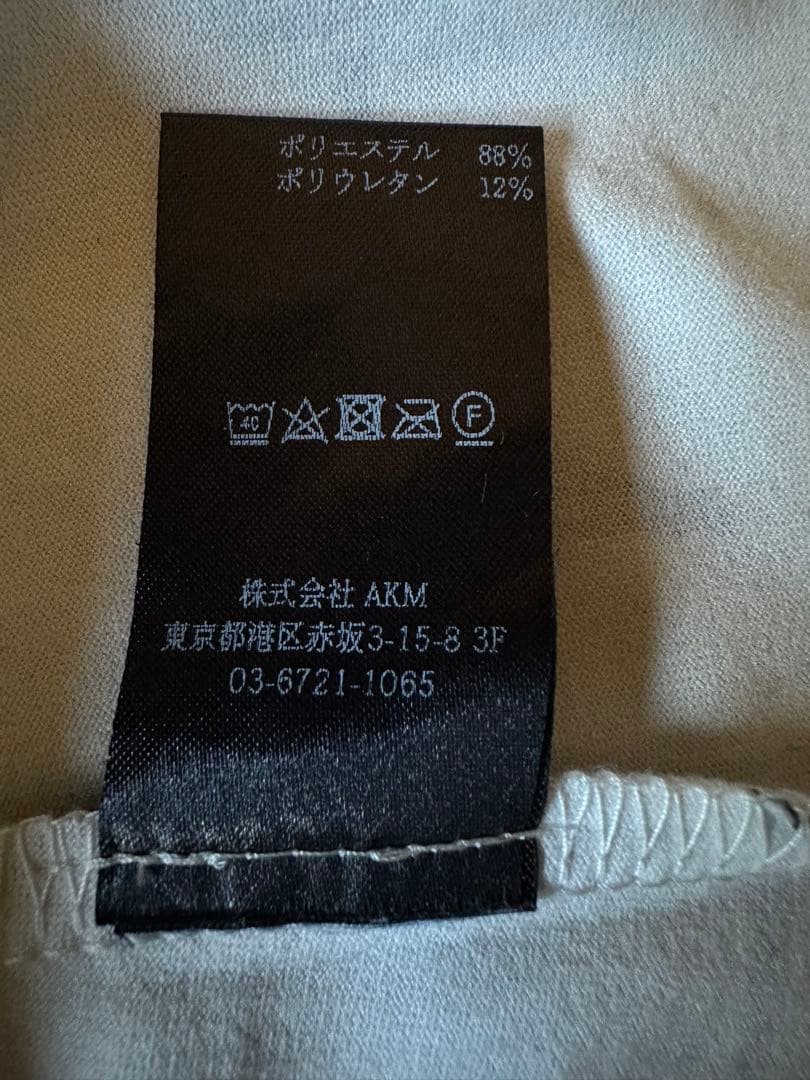 ポリエステル 88%
ポリウレタン 12%
40 F
株式会社 AKM
東京都港区赤坂3-15-8 3F
03-6721-1065